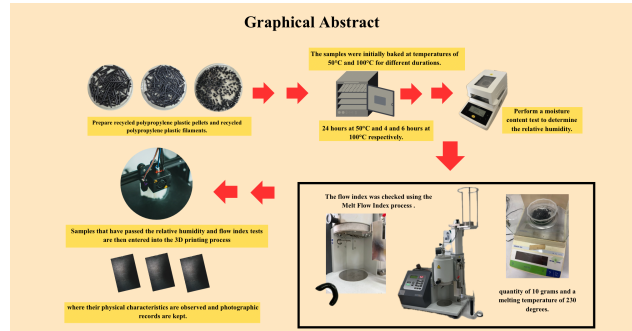 Graphical Abstract
The samples were initially baked at temperatures of
50°C and 100°C for different durations.
Prepare recycled polypropylene plastic pellets and recycled
polypropylene plastic filaments.
24 hours at 50°C and 4 and 6 hours at
100°C respectively.
Perform a moisture
content test to determine
the relative humidity.
The flow index was checked using the
Melt Flow Index process .
quantity of 10 grams and a
melting temperature of 230
degrees.
Samples that have passed the relative humidity and flow index tests
are then entered into the 3D printing process
where their physical characteristics are observed and photographic
records are kept.